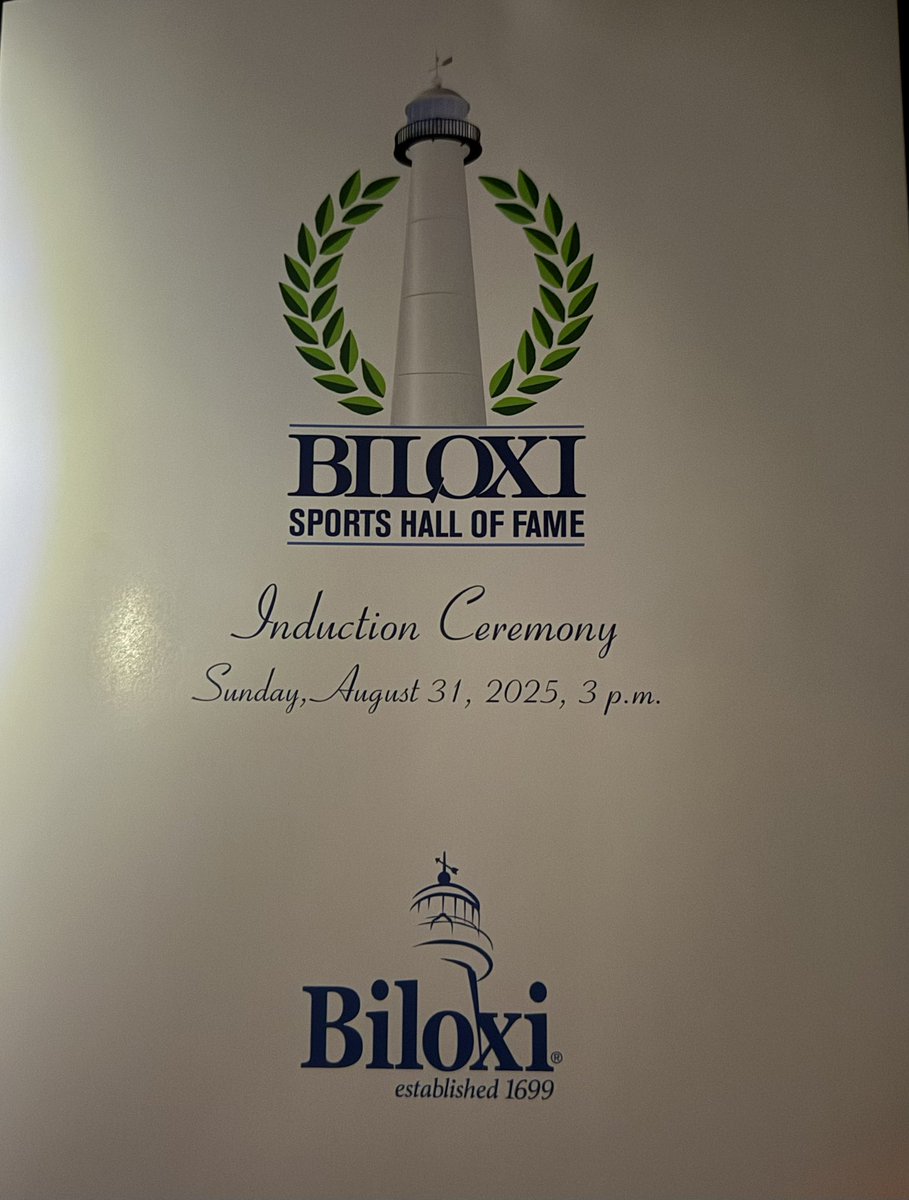 BILOXI
SPORTS HALL OF FAME
Induction Ceremony
Sunday, August 31, 2025, 3 p.m.
Biloxi®
established 1699